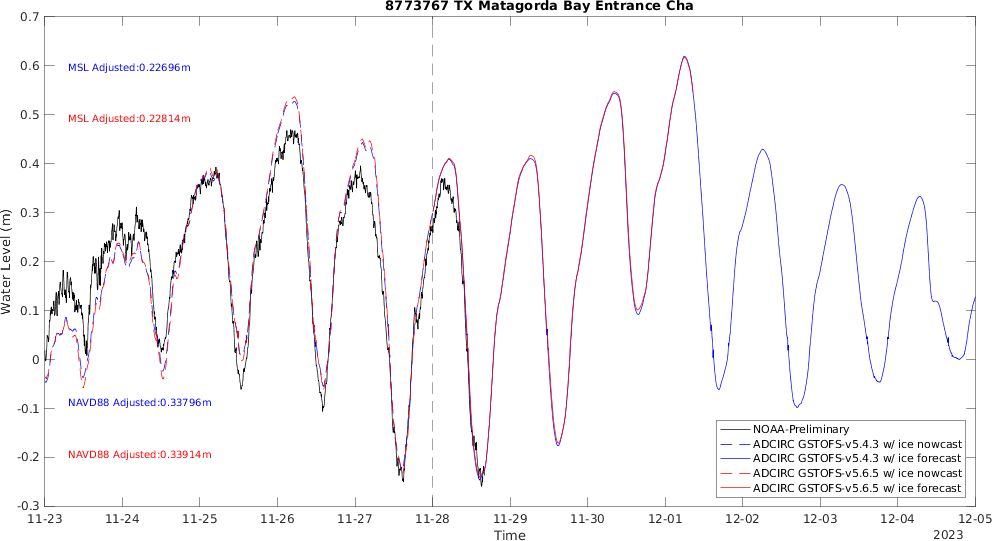 8773767 TX Matagorda Bay Entrance Cha
0.7
0.6
0.5
0.4
0.3
0.2
0.1
0
-0.1
-0.2
-0.3
Water Level (m)
MSL Adjusted:0.22696m
MSL Adjusted:0.22814m
NAVD88 Adjusted:0.33796m
NAVD88 Adjusted:0.33914m
NOAA-Preliminary
ADCIRC GSTOFS-v5.4.3 w/ ice nowcast
ADCIRC GSTOFS-v5.4.3 w/ ice forecast
ADCIRC GSTOFS-v5.6.5 w/ ice nowcast
ADCIRC GSTOFS-v5.6.5 w/ ice forecast
11-23 11-24 11-25 11-26 11-27 11-28 11-29 11-30 12-01 12-02 12-03 12-04 12-05
Time
2023